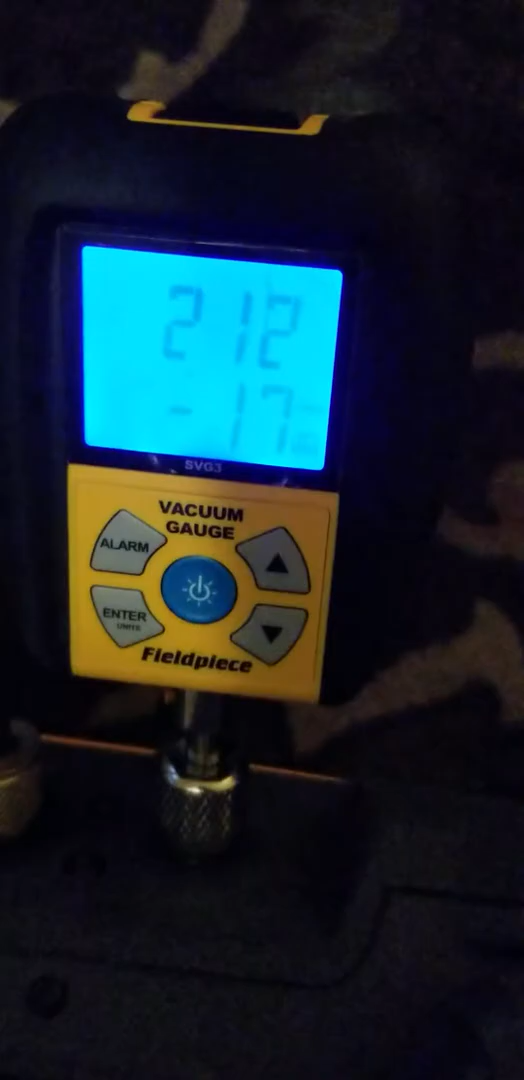 212
-17
SVG3
VACUUM
GAUGE
ALARM
ENTER
UNITS
Fieldpiece